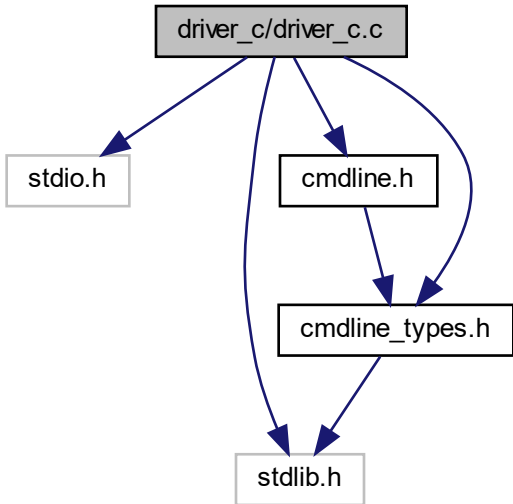 driver_c/driver_c.c
stdio.h
cmdline.h
cmdline_types.h
stdlib.h